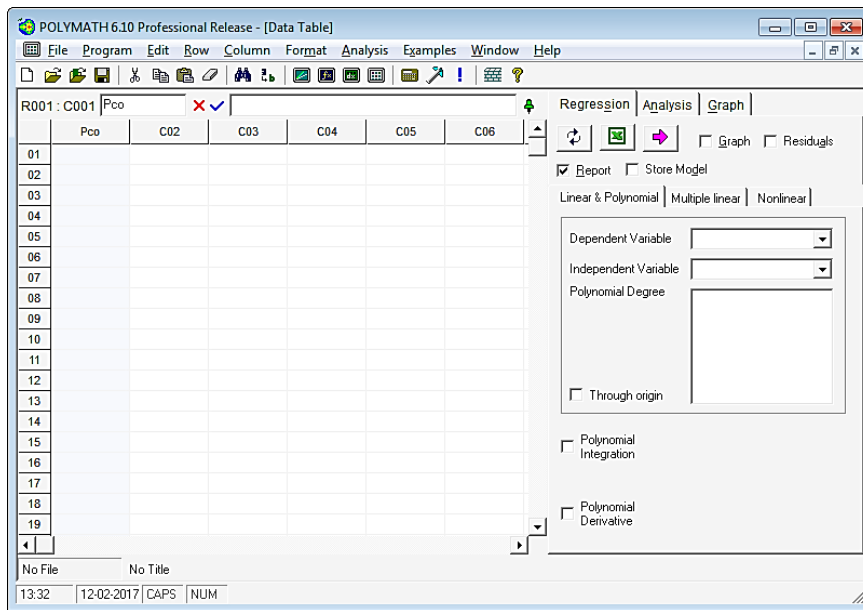 POLYMATH 6.10 Professional Release - [Data Table]
File Program Edit Row Column Format Analysis Examples Window Help
R001 : C001 Pco
Pco C02 C03 C04 C05 C06
01
02
03
04
05
06
07
08
09
10
11
12
13
14
15
16
17
18
19
Regression Analysis Graph
Graph Residuals
Report Store Model
Linear & Polynomial Multiple linear Nonlinear
Dependent Variable
Independent Variable
Polynomial Degree
Through origin
Polynomial
Integration
Polynomial
Derivative
No File No Title
13:32 12-02-2017 CAPS NUM